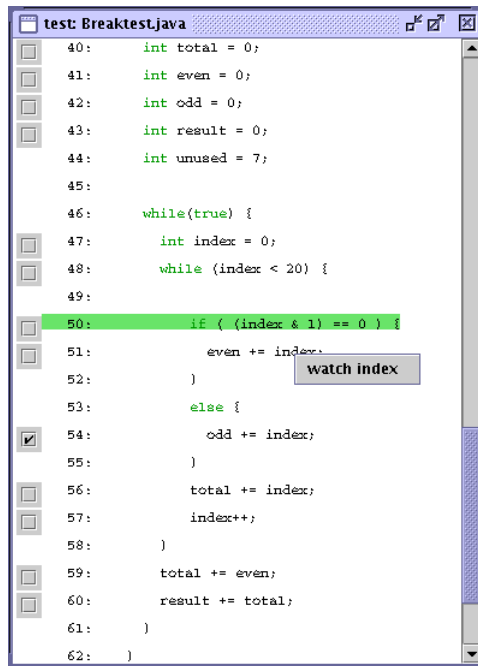 test: Breaktest.java
40: int total = 0;
41: int even = 0;
42: int odd = 0;
43: int result = 0;
44: int unused = 7;
45:
46: while(true) {
47: int index = 0;
48: while (index < 20) {
49:
50: if ( (index & 1) == 0 ) {
51: even += index;
watch index
52: }
53: else {
54: odd += index;
55: }
56: total += index;
57: index++;
58: }
59: total += even;
60: result += total;
61: }
62: }